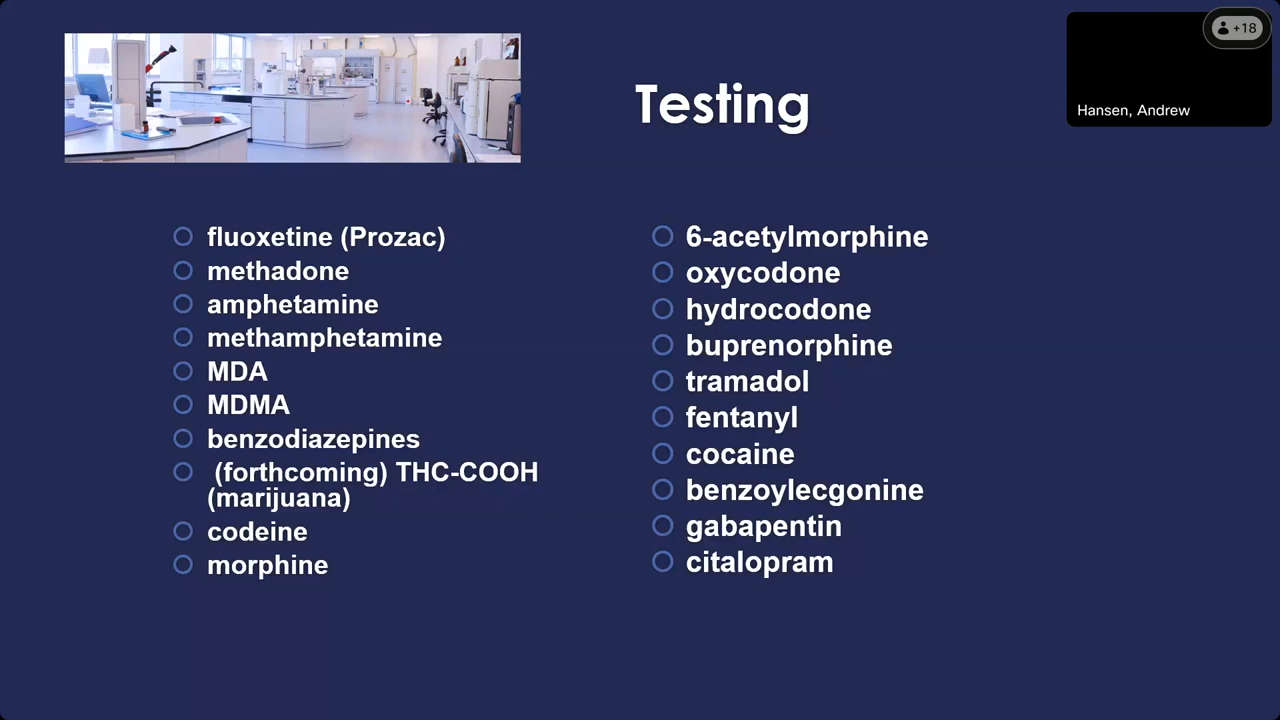 Testing
+18
Hansen, Andrew
fluoxetine (Prozac)
methadone
amphetamine
methamphetamine
MDA
MDMA
benzodiazepines
(forthcoming) THC-COOH
(marijuana)
codeine
morphine
6-acetylmorphine
oxycodone
hydrocodone
buprenorphine
tramadol
fentanyl
cocaine
benzoylecgonine
gabapentin
citalopram